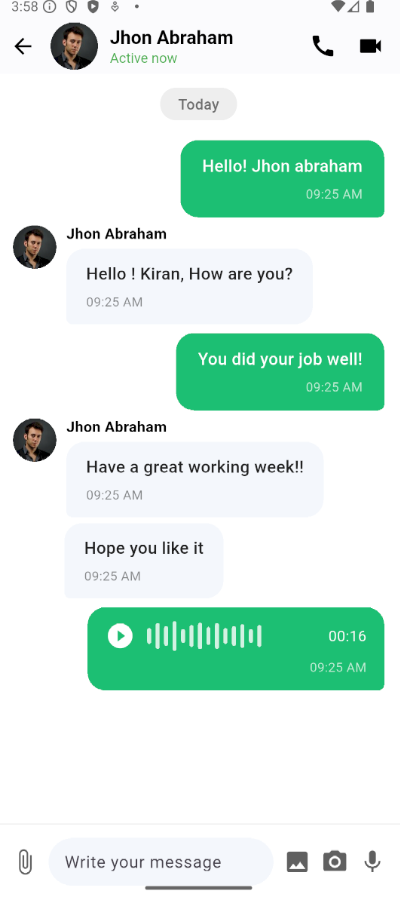 3:58
Jhon Abraham
Active now
Today
Hello! Jhon abraham
09:25 AM
Jhon Abraham
Hello ! Kiran, How are you?
09:25 AM
You did your job well!
09:25 AM
Jhon Abraham
Have a great working week!!
09:25 AM
Hope you like it
09:25 AM
00:16
09:25 AM
Write your message